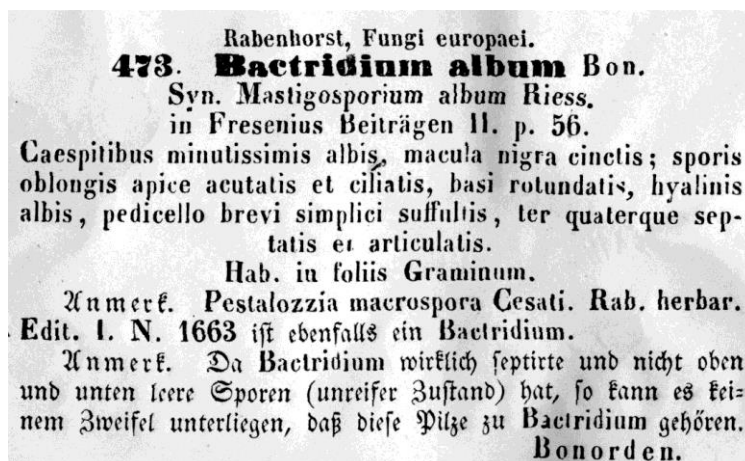 Rabenhorst, Fungi europaei.
473. Bactridium album Bon.
Syn. Mastigosporium album Riess.
in Fresenius Beiträgen II. p. 56.
Caespitibus minutissimis albis, macula nigra cinctis; sporis
oblongis apice acutatis et ciliatis, basi rotundatis, hyalinis
albis, pedicello brevi simplici suffultis, ter quaterque sep-
tatis et articulatis.
Hab. in foliis Graminum.
Anmerk. Pestalozzia macrospora Cesati. Rab. herbar.
Edit. I. N. 1663 ist ebenfalls ein Bactridium.
Anmerk. Da Bactridium wirklich septirte und nicht oben
und unten leere Sporen (unreifer Zustand) hat, so kann es kei-
nem Zweifel unterliegen, daß diese Pilze zu Bactridium gehören.
Bonorden.